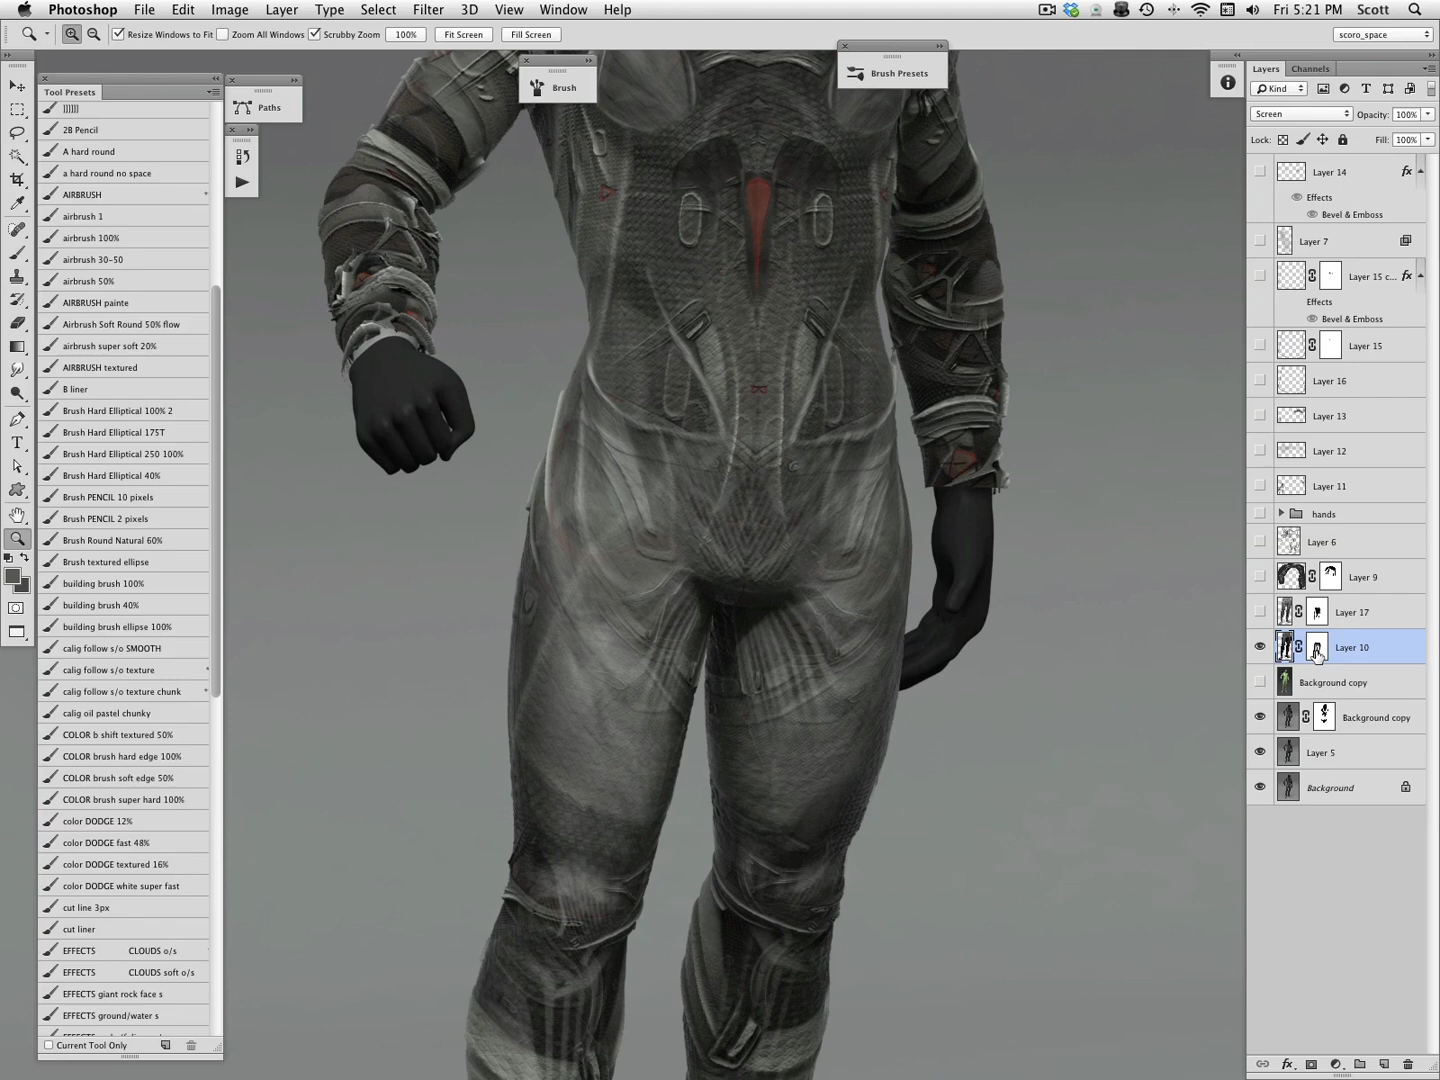 Photoshop File Edit Image Layer Type Select Filter 3D View Window Help Fri 5:21 PM Scott
Resize Windows to Fit Zoom All Windows Scrubby Zoom 100% Fit Screen Fill Screen scoro_space
Tool Presets
]]]]]]
2B Pencil
A hard round
a hard round no space
AIRBRUSH
airbrush 1
airbrush 100%
airbrush 30-50
airbrush 50%
AIRBRUSH painte
Airbrush Soft Round 50% flow
airbrush super soft 20%
AIRBRUSH textured
B liner
Brush Hard Elliptical 100% 2
Brush Hard Elliptical 175T
Brush Hard Elliptical 250 100%
Brush Hard Elliptical 40%
Brush PENCIL 10 pixels
Brush PENCIL 2 pixels
Brush Round Natural 60%
Brush textured ellipse
building brush 100%
building brush 40%
building brush ellipse 100%
calig follow s/o SMOOTH
calig follow s/o texture
calig follow s/o texture chunk
calig oil pastel chunky
COLOR b shift textured 50%
COLOR brush hard edge 100%
COLOR brush soft edge 50%
COLOR brush super hard 100%
color DODGE 12%
color DODGE fast 48%
color DODGE textured 16%
color DODGE white super fast
cut line 3px
cut liner
EFFECTS CLOUDS o/s
EFFECTS CLOUDS soft o/s
EFFECTS giant rock face s
EFFECTS ground/water s
Current Tool Only
Paths
Brush
Brush Presets
Layers Channels
Kind
Screen Opacity: 100%
Lock: Fill: 100%
Layer 14 fx
Effects
Bevel & Emboss
Layer 7
Layer 15 c... fx
Effects
Bevel & Emboss
Layer 15
Layer 16
Layer 13
Layer 12
Layer 11
hands
Layer 6
Layer 9
Layer 17
Layer 10
Background copy
Background copy
Layer 5
Background
fx